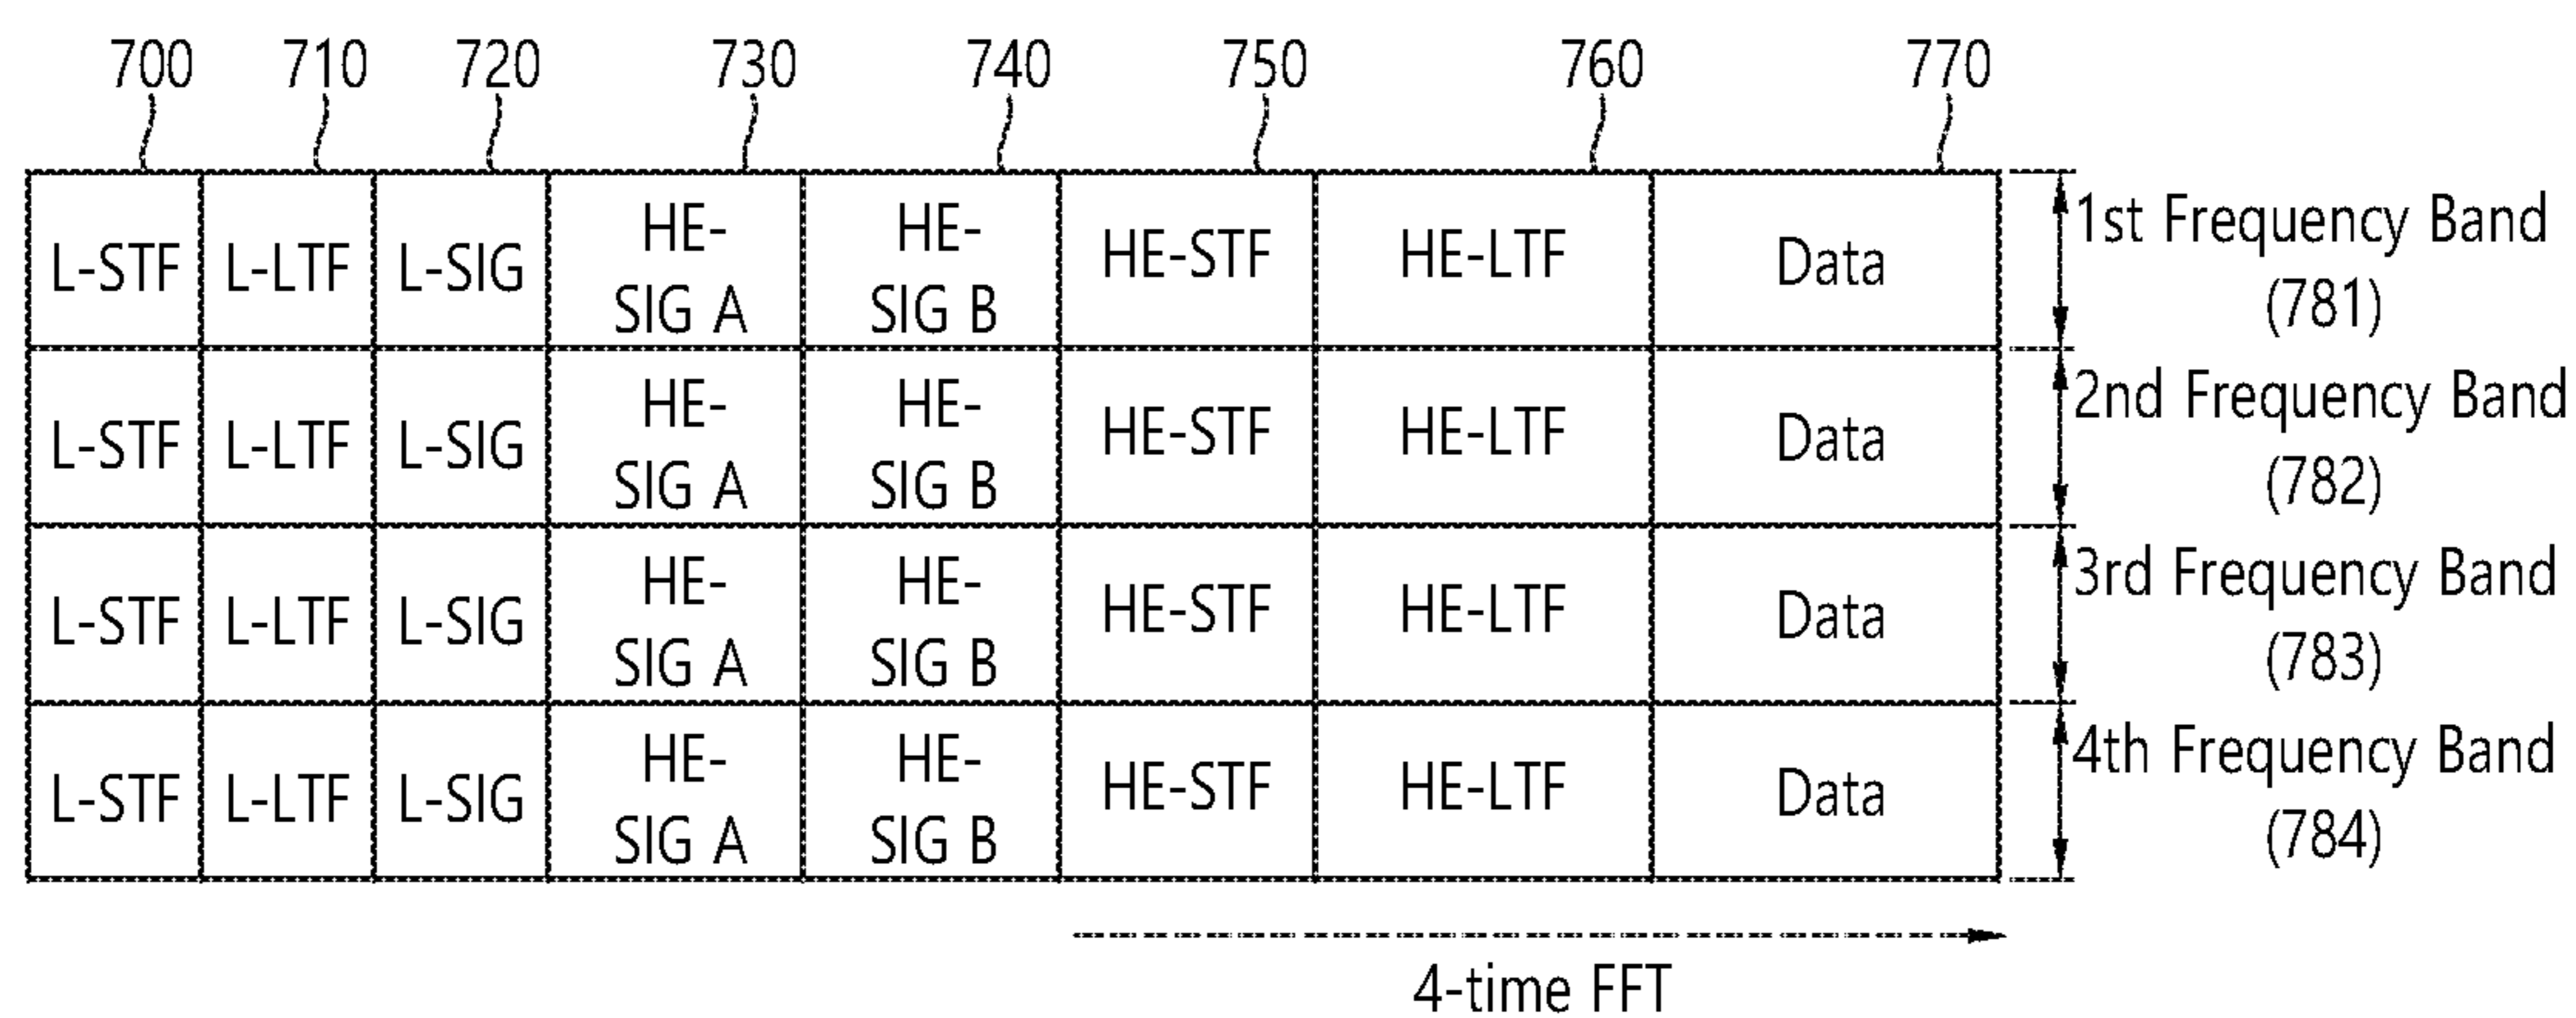 700 710 720 730 740 750 760 770
L-STF L-LTF L-SIG HE-SIG A HE-SIG B HE-STF HE-LTF Data 1st Frequency Band
(781)
L-STF L-LTF L-SIG HE-SIG A HE-SIG B HE-STF HE-LTF Data 2nd Frequency Band
(782)
L-STF L-LTF L-SIG HE-SIG A HE-SIG B HE-STF HE-LTF Data 3rd Frequency Band
(783)
L-STF L-LTF L-SIG HE-SIG A HE-SIG B HE-STF HE-LTF Data 4th Frequency Band
(784)
4-time FFT